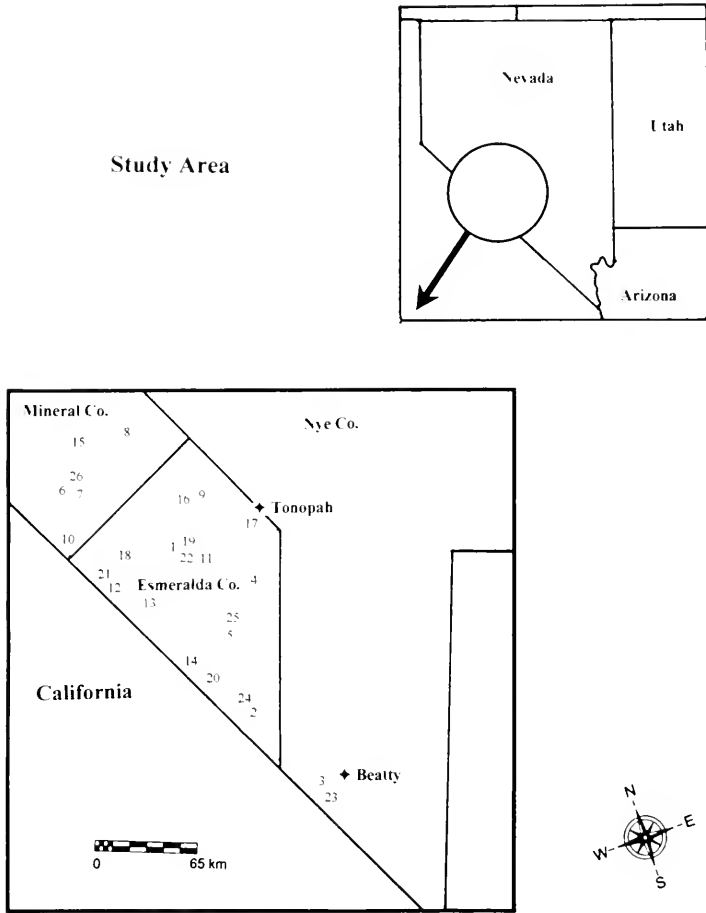 Study Area
Nevada
Utah
Arizona
Mineral Co.
Nye Co.
8
15
26
6 7
16 9
Tonopah
17
10
1 19
18
22 11
21
12
Esmeralda Co. 4
13
25
5
14
20
California
24
2
3
Beatty
23
0 65 km
N
E
W
S